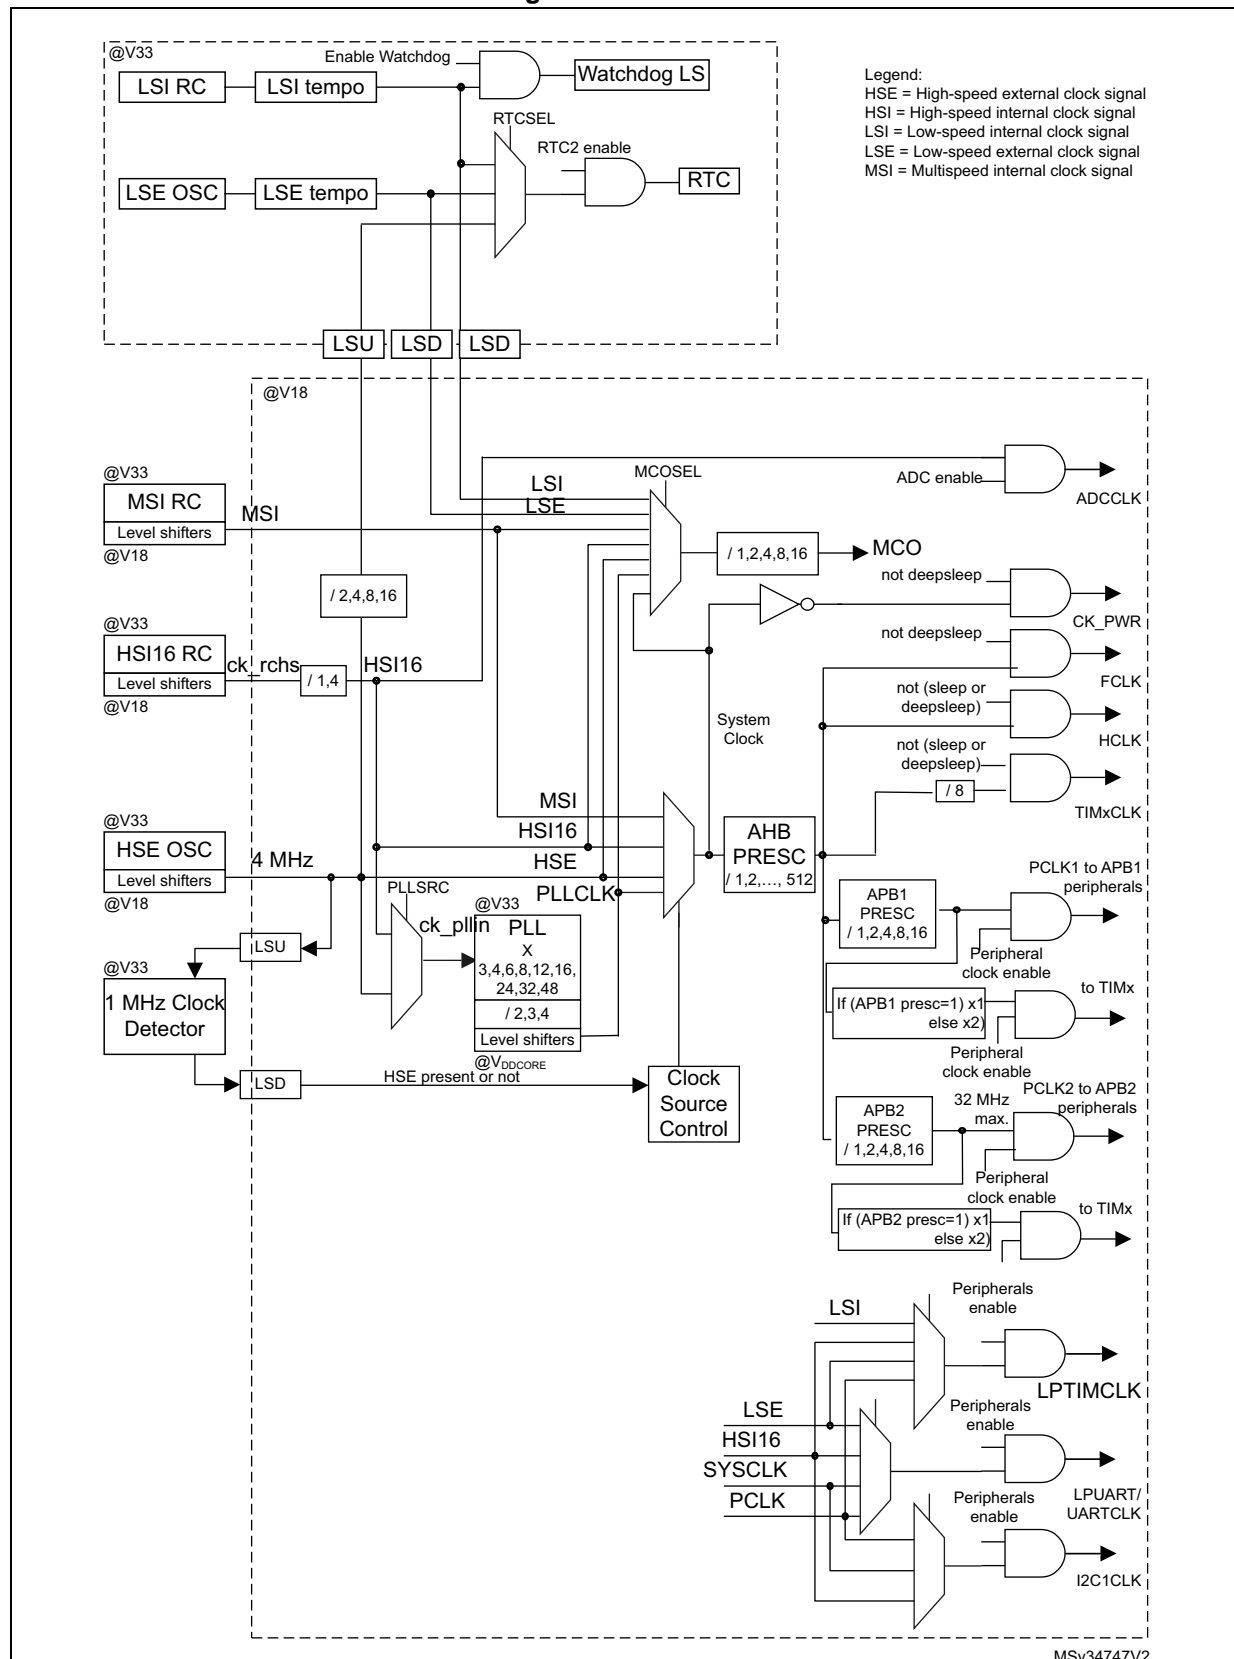 @V33
Enable Watchdog
LSI RC
LSI tempo
Watchdog LS
Legend:
HSE = High-speed external clock signal
HSI = High-speed internal clock signal
LSI = Low-speed internal clock signal
LSE = Low-speed external clock signal
MSI = Multispeed internal clock signal
RTCSEL
RTC2 enable
LSE OSC
LSE tempo
RTC
LSU
LSD
LSD
@V18
@V33
MSI RC
Level shifters
@V18
MSI
LSI
LSE
MCOSEL
ADC enable
ADCCLK
/ 1,2,4,8,16
MCO
/ 2,4,8,16
not deepsleep
CK_PWR
@V33
HSI16 RC
Level shifters
@V18
ck_rchs
/ 1,4
HSI16
not deepsleep
FCLK
System
Clock
not (sleep or
deepsleep)
HCLK
not (sleep or
deepsleep)
/ 8
TIMxCLK
@V33
HSE OSC
Level shifters
@V18
4 MHz
MSI
HSI16
HSE
PLLCLK
AHB
PRESC
/ 1,2,..., 512
PLLSRC
ck_pllin
@V33
PLL
X
3,4,6,8,12,16,
24,32,48
/ 2,3,4
Level shifters
@VDDCORE
APB1
PRESC
/ 1,2,4,8,16
PCLK1 to APB1
peripherals
Peripheral
clock enable
LSU
@V33
1 MHz Clock
Detector
LSD
HSE present or not
Clock
Source
Control
If (APB1 presc=1) x1
else x2)
to TIMx
Peripheral
clock enable
APB2
PRESC
/ 1,2,4,8,16
32 MHz
max.
PCLK2 to APB2
peripherals
Peripheral
clock enable
If (APB2 presc=1) x1
else x2)
to TIMx
LSI
Peripherals
enable
LPTIMCLK
LSE
HSI16
SYSCLK
PCLK
Peripherals
enable
LPUART/
UARTCLK
Peripherals
enable
I2C1CLK
MSv34747V2